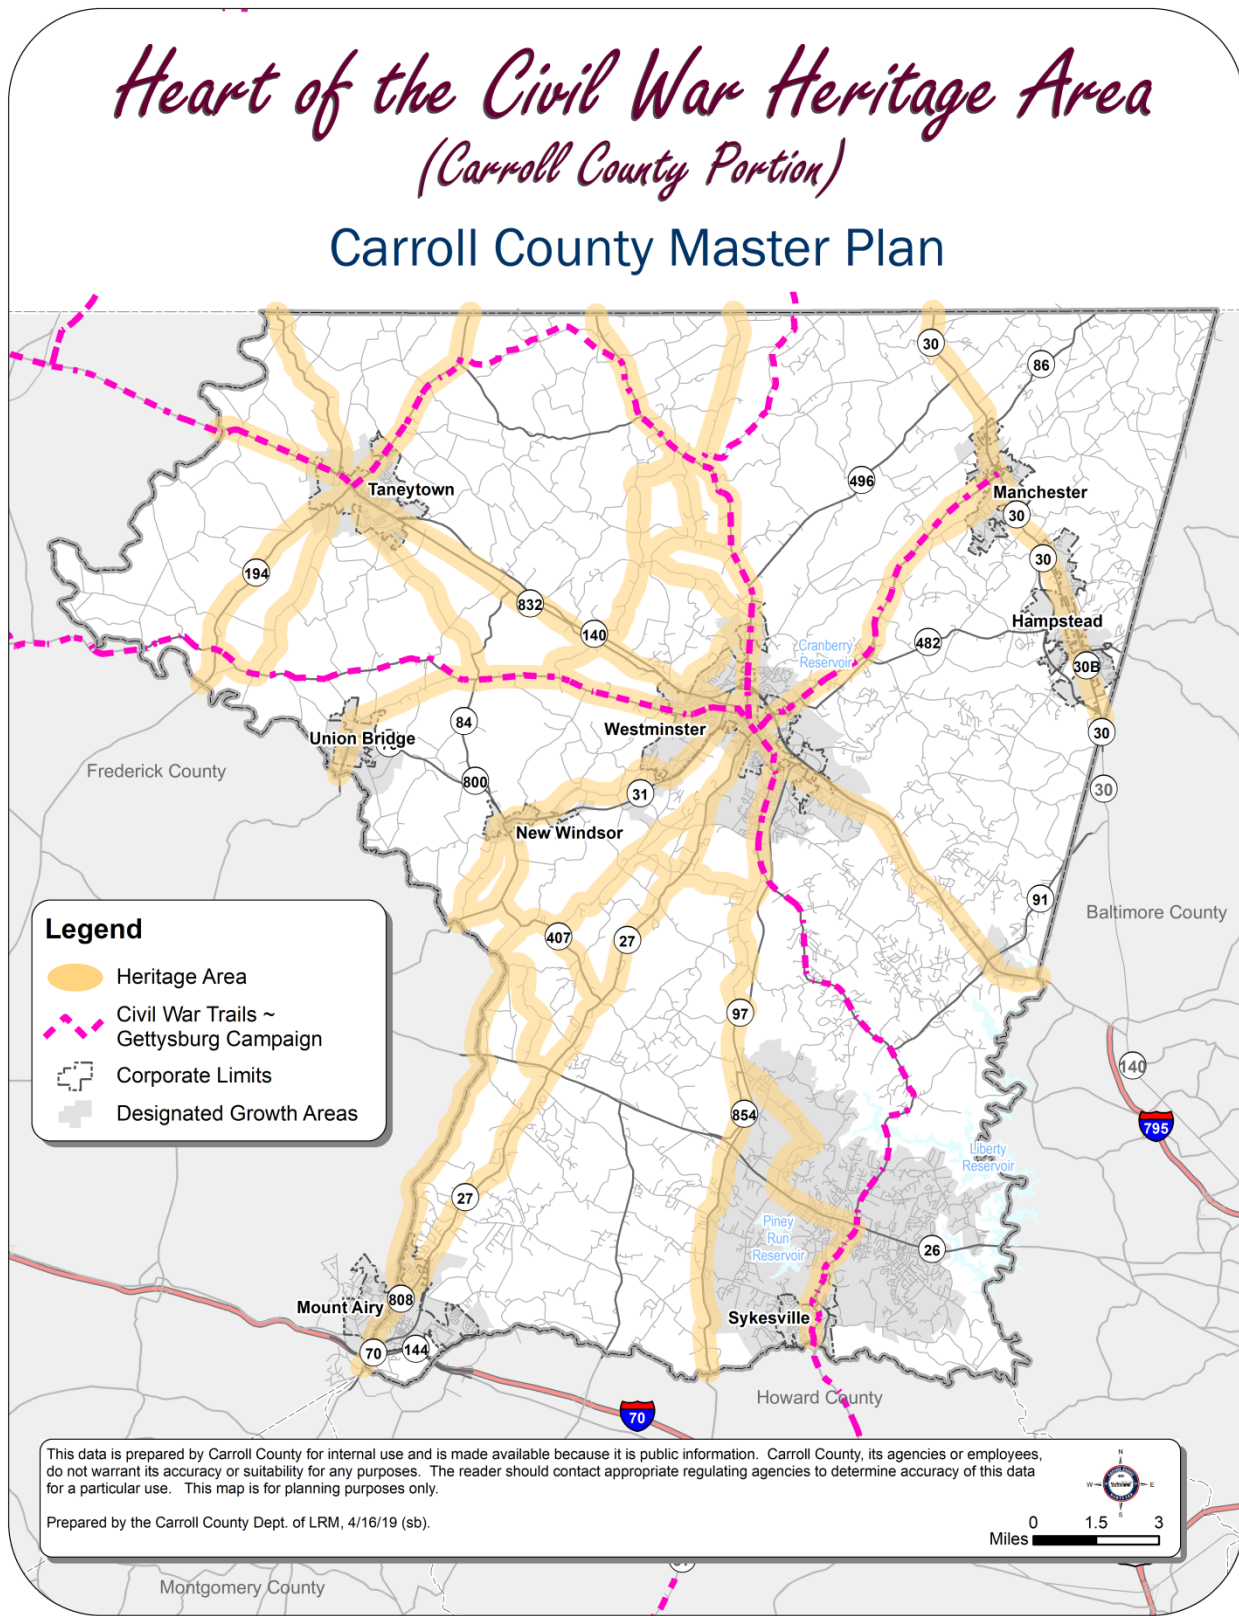 Heart of the Civil War Heritage Area
(Carroll County Portion)
Carroll County Master Plan
30
86
496
Taneytown
Manchester
30
30
194
832
140
Hampstead
482
Cranberry
Reservoir
30B
84
Westminster
30
Union Bridge
Frederick County
800
31
30
New Windsor
91
Baltimore County
407
27
97
140
854
795
Liberty
Reservoir
27
Piney
Run
Reservoir
26
808
Mount Airy
Sykesville
70
144
Howard County
70
Legend
Heritage Area
Civil War Trails ~
Gettysburg Campaign
Corporate Limits
Designated Growth Areas
This data is prepared by Carroll County for internal use and is made available because it is public information. Carroll County, its agencies or employees,
do not warrant its accuracy or suitability for any purposes. The reader should contact appropriate regulating agencies to determine accuracy of this data
for a particular use. This map is for planning purposes only.
Prepared by the Carroll County Dept. of LRM, 4/16/19 (sb).
N
W
E
S
0 1.5 3
Miles
Montgomery County